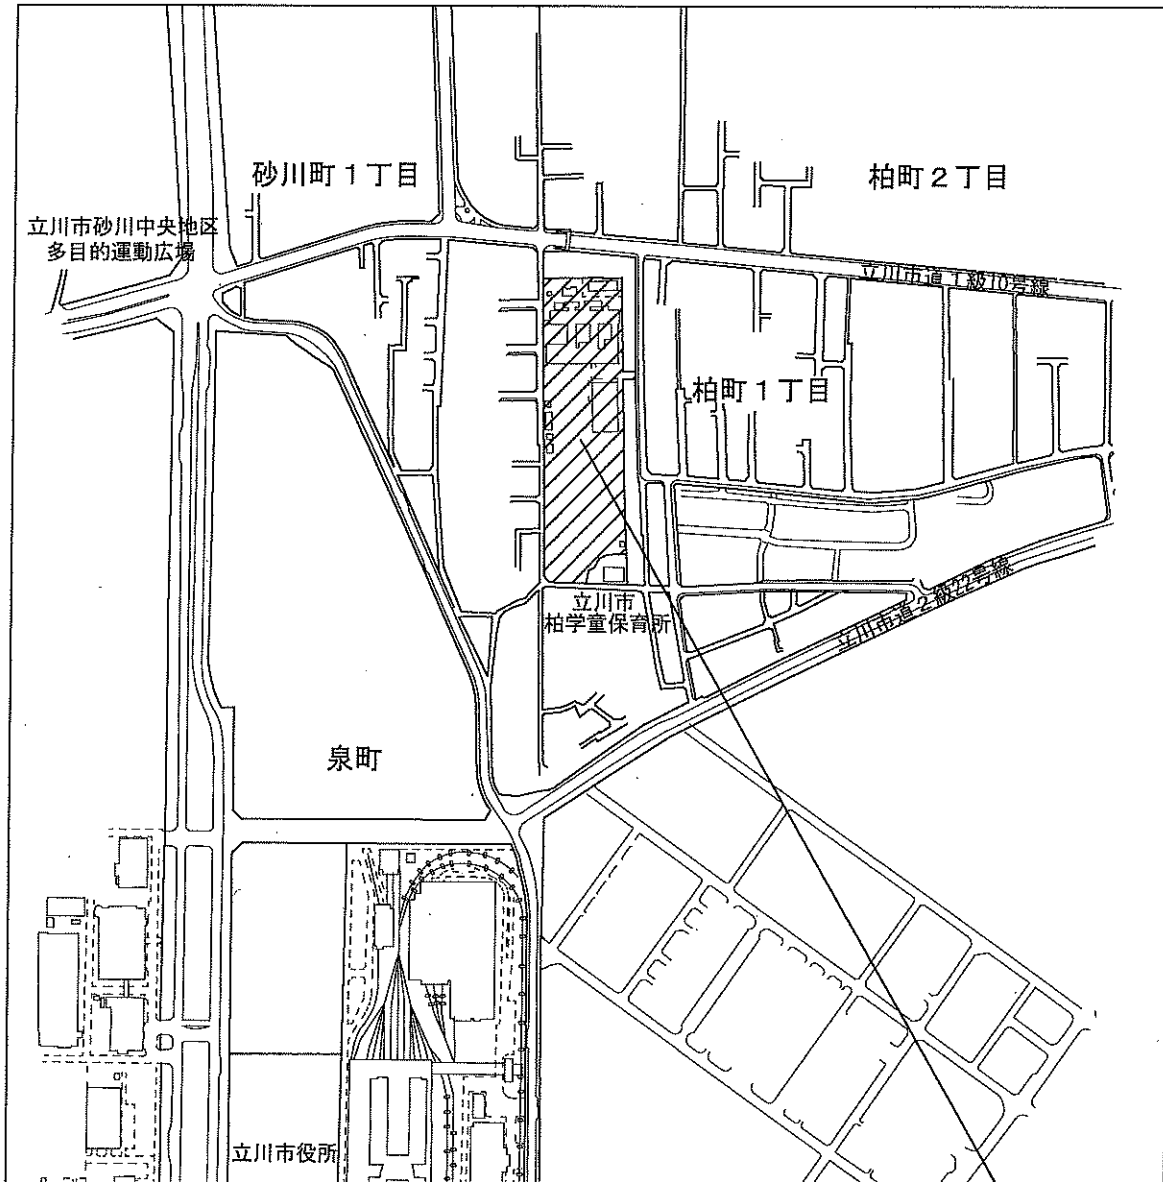 砂川町１丁目
柏町２丁目
立川市砂川中央地区
多目的運動広場
立川市道１級10号線
柏町１丁目
立川市
柏学童保育所
立川市道２級22号線
泉町
立川市役所